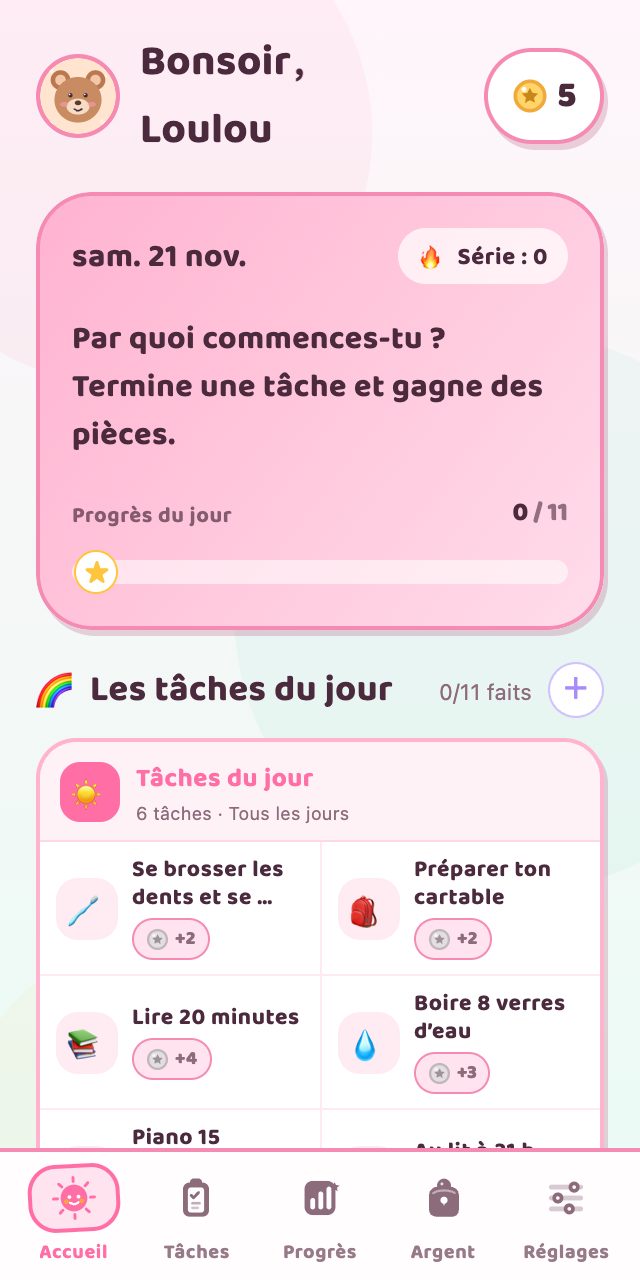 Bonsoir,
Loulou
5
sam. 21 nov.
Série : 0
Par quoi commences-tu ?
Termine une tâche et gagne des
pièces.
Progrès du jour
0 / 11
Les tâches du jour
0/11 faits
Tâches du jour
6 tâches · Tous les jours
Se brosser les
dents et se ...
+2
Préparer ton
cartable
+2
Lire 20 minutes
+4
Boire 8 verres
d'eau
+3
Piano 15
Accueil
Tâches
Progrès
Argent
Réglages